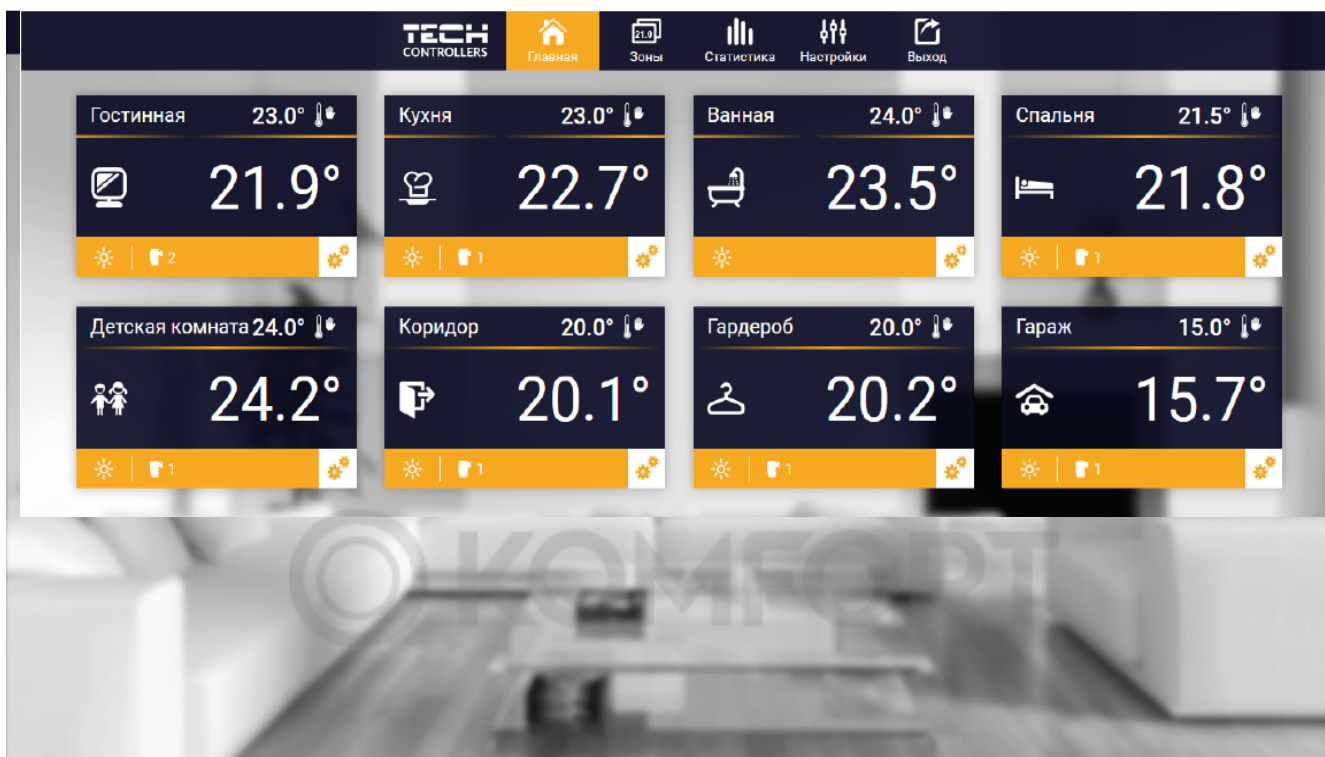 TECH
CONTROLLERS
Главная
21.0
Зоны
Статистика
Настройки
Выход
Гостинная 23.0°
21.9°
2
Кухня 23.0°
22.7°
1
Ванная 24.0°
23.5°
Спальня 21.5°
21.8°
1
Детская комната 24.0°
24.2°
1
Коридор 20.0°
20.1°
1
Гардероб 20.0°
20.2°
1
Гараж 15.0°
15.7°
1
КОМФОРТ